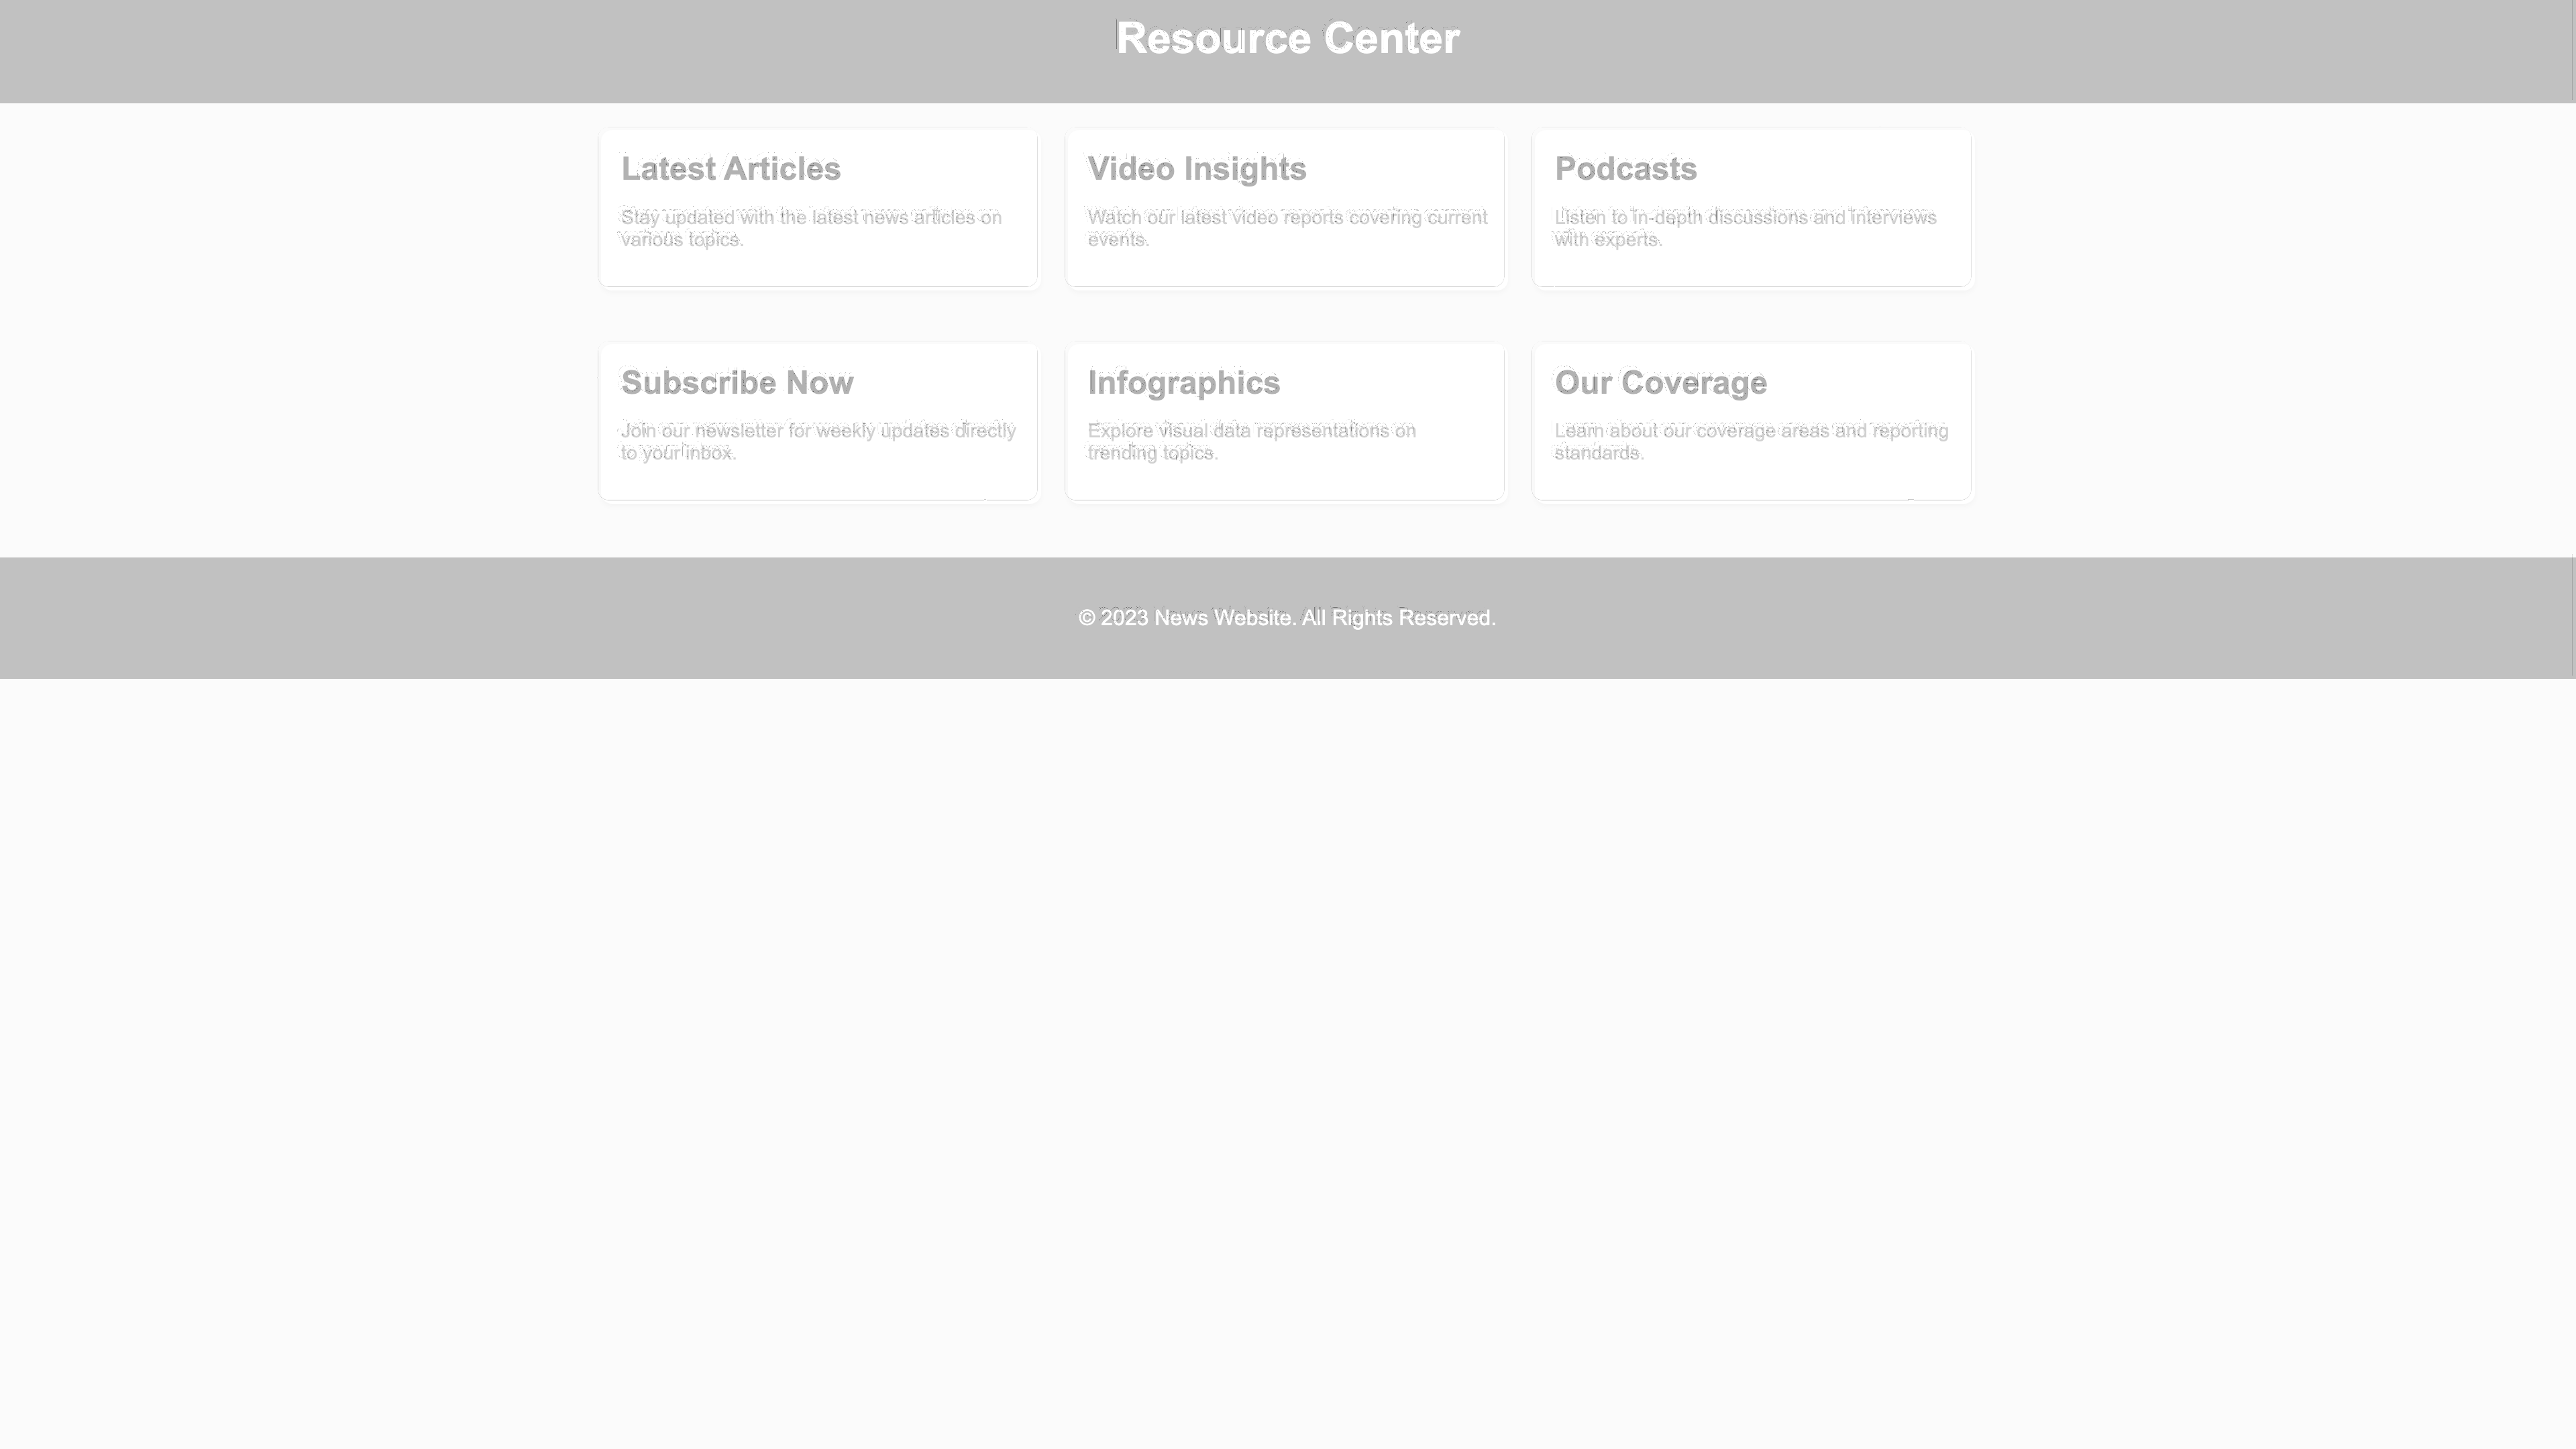 Resource Center
Latest Articles
Stay updated with the latest news articles on
various topics.
Video Insights
Watch our latest video reports covering current
events.
Podcasts
Listen to in-depth discussions and interviews
with experts.
Subscribe Now
Join our newsletter for weekly updates directly
to your inbox.
Infographics
Explore visual data representations on
trending topics.
Our Coverage
Learn about our coverage areas and reporting
standards.
© 2023 News Website. All Rights Reserved.